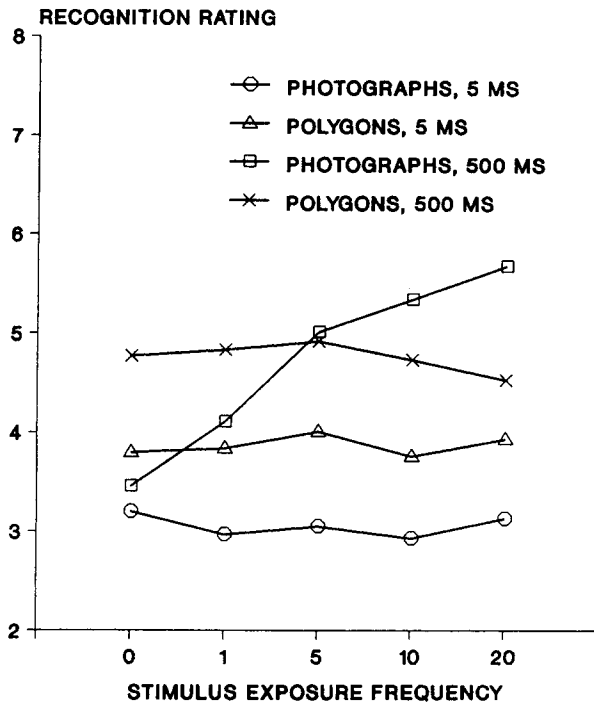 RECOGNITION RATING
8
PHOTOGRAPHS, 5 MS
7
POLYGONS, 5 MS
PHOTOGRAPHS, 500 MS
POLYGONS, 500 MS
6
5
4
3
2
0 1 5 10 20
STIMULUS EXPOSURE FREQUENCY